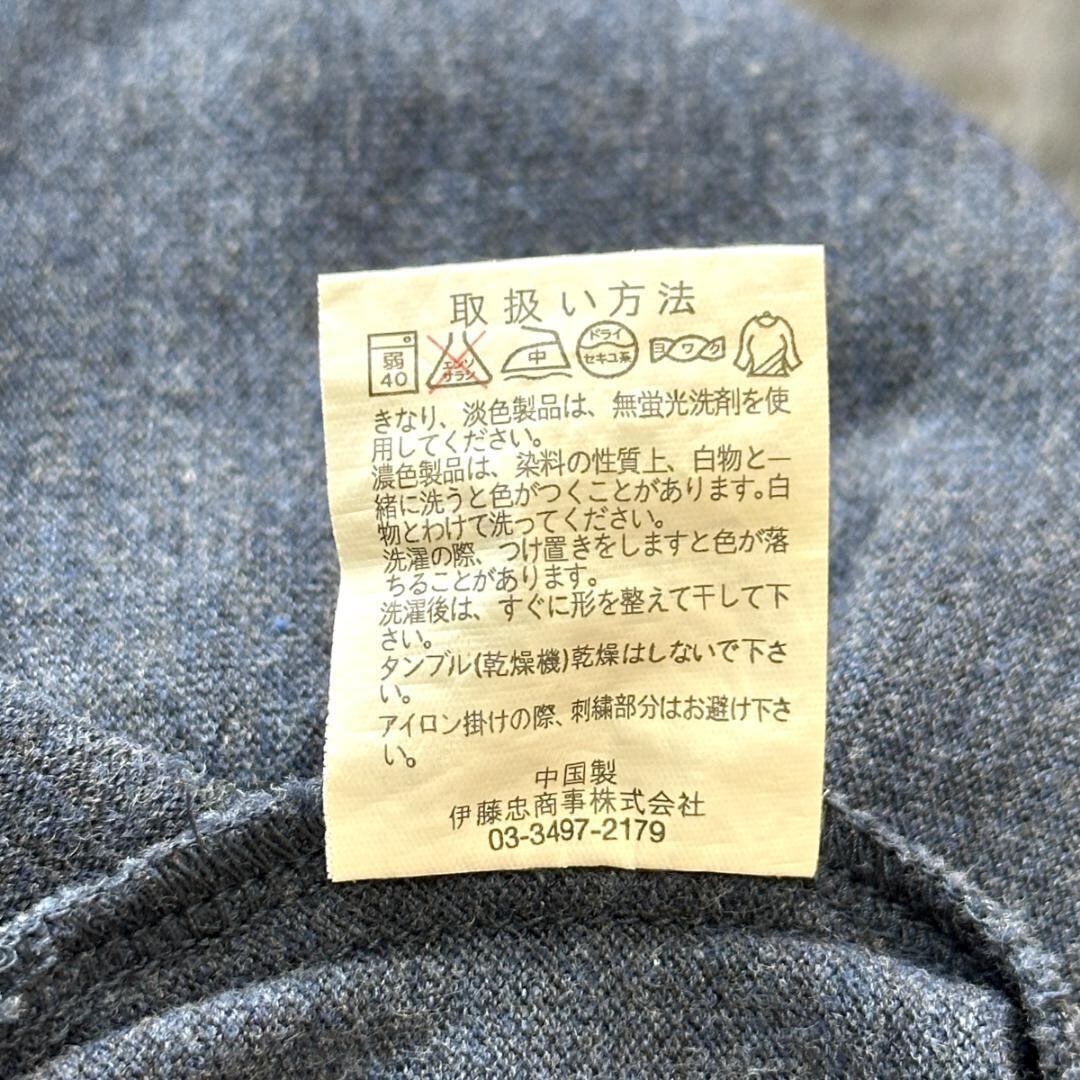 取扱い方法
弱 40 エンソ サラシ 中 ドライ セキユ系 ヨワク
きなり、淡色製品は、無蛍光洗剤を使
用してください。
濃色製品は、染料の性質上、白物と一
緒に洗うと色がつくことがあります。白
物とわけて洗ってください。
洗濯の際、つけ置きをしますと色が落
ちることがあります。
洗濯後は、すぐに形を整えて干して下
さい。
タンブル(乾燥機)乾燥はしないで下さ
い。
アイロン掛けの際、刺繍部分はお避け下さ
い。
中国製
伊藤忠商事株式会社
03-3497-2179